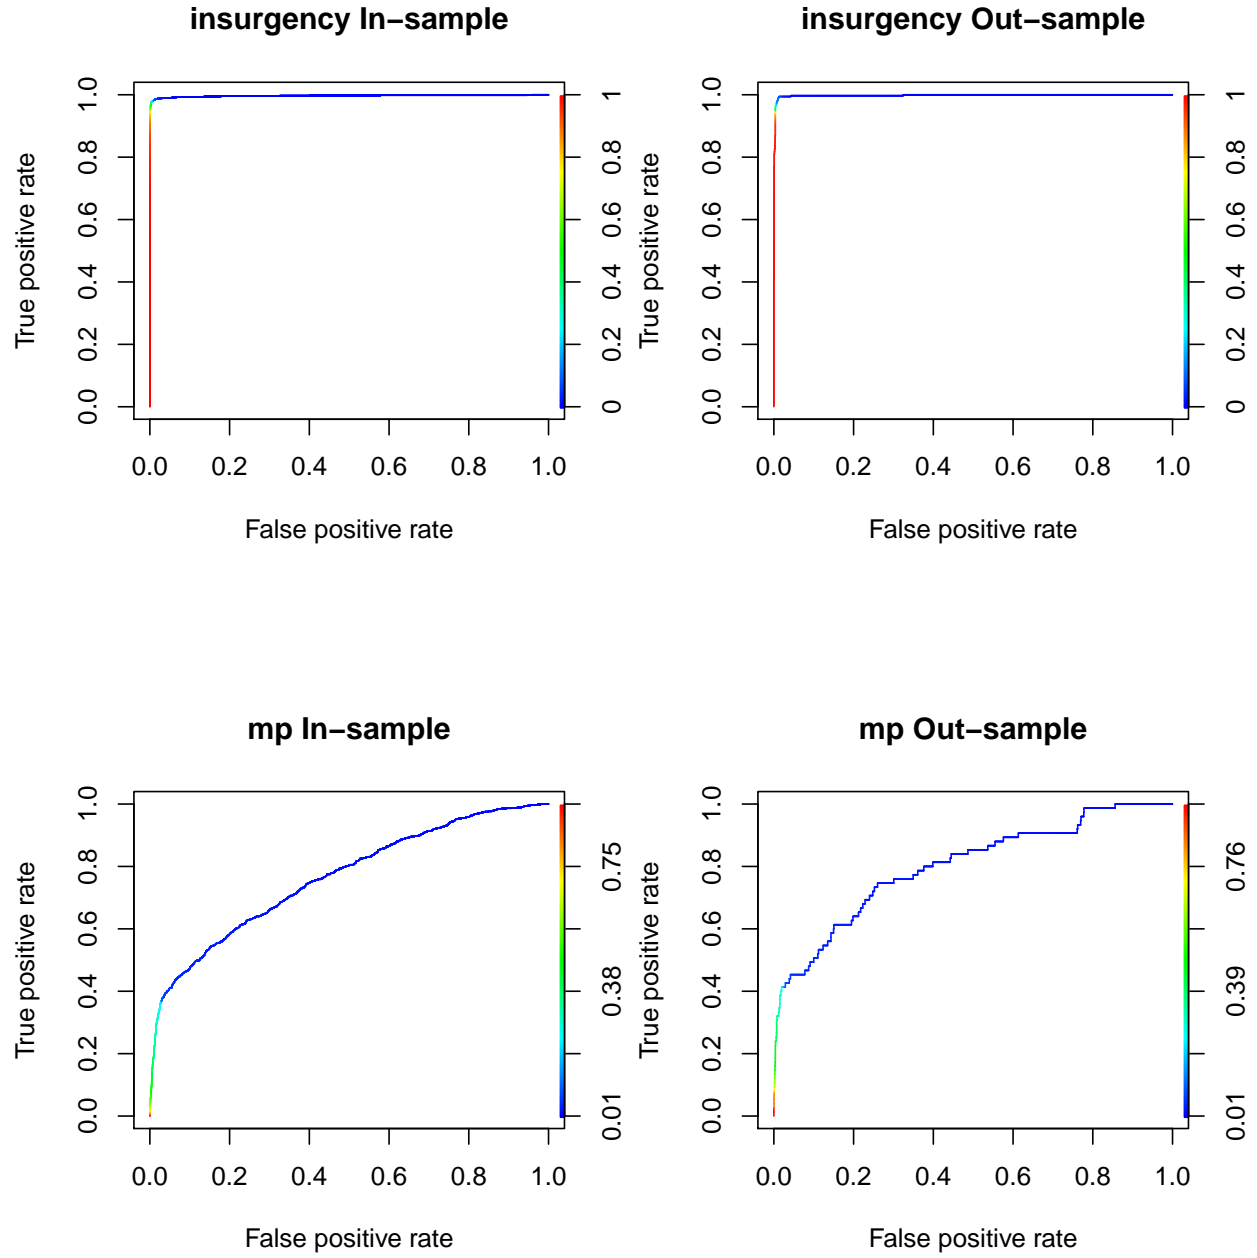 insurgency In−sample
True positive rate
0.0 0.2 0.4 0.6 0.8 1.0
0 0.2 0.4 0.6 0.8 1
0.0 0.2 0.4 0.6 0.8 1.0
False positive rate
insurgency Out−sample
True positive rate
0.0 0.2 0.4 0.6 0.8 1.0
0 0.2 0.4 0.6 0.8 1
0.0 0.2 0.4 0.6 0.8 1.0
False positive rate
mp In−sample
True positive rate
0.0 0.2 0.4 0.6 0.8 1.0
0.01 0.38 0.75
0.0 0.2 0.4 0.6 0.8 1.0
False positive rate
mp Out−sample
True positive rate
0.0 0.2 0.4 0.6 0.8 1.0
0.01 0.39 0.76
0.0 0.2 0.4 0.6 0.8 1.0
False positive rate